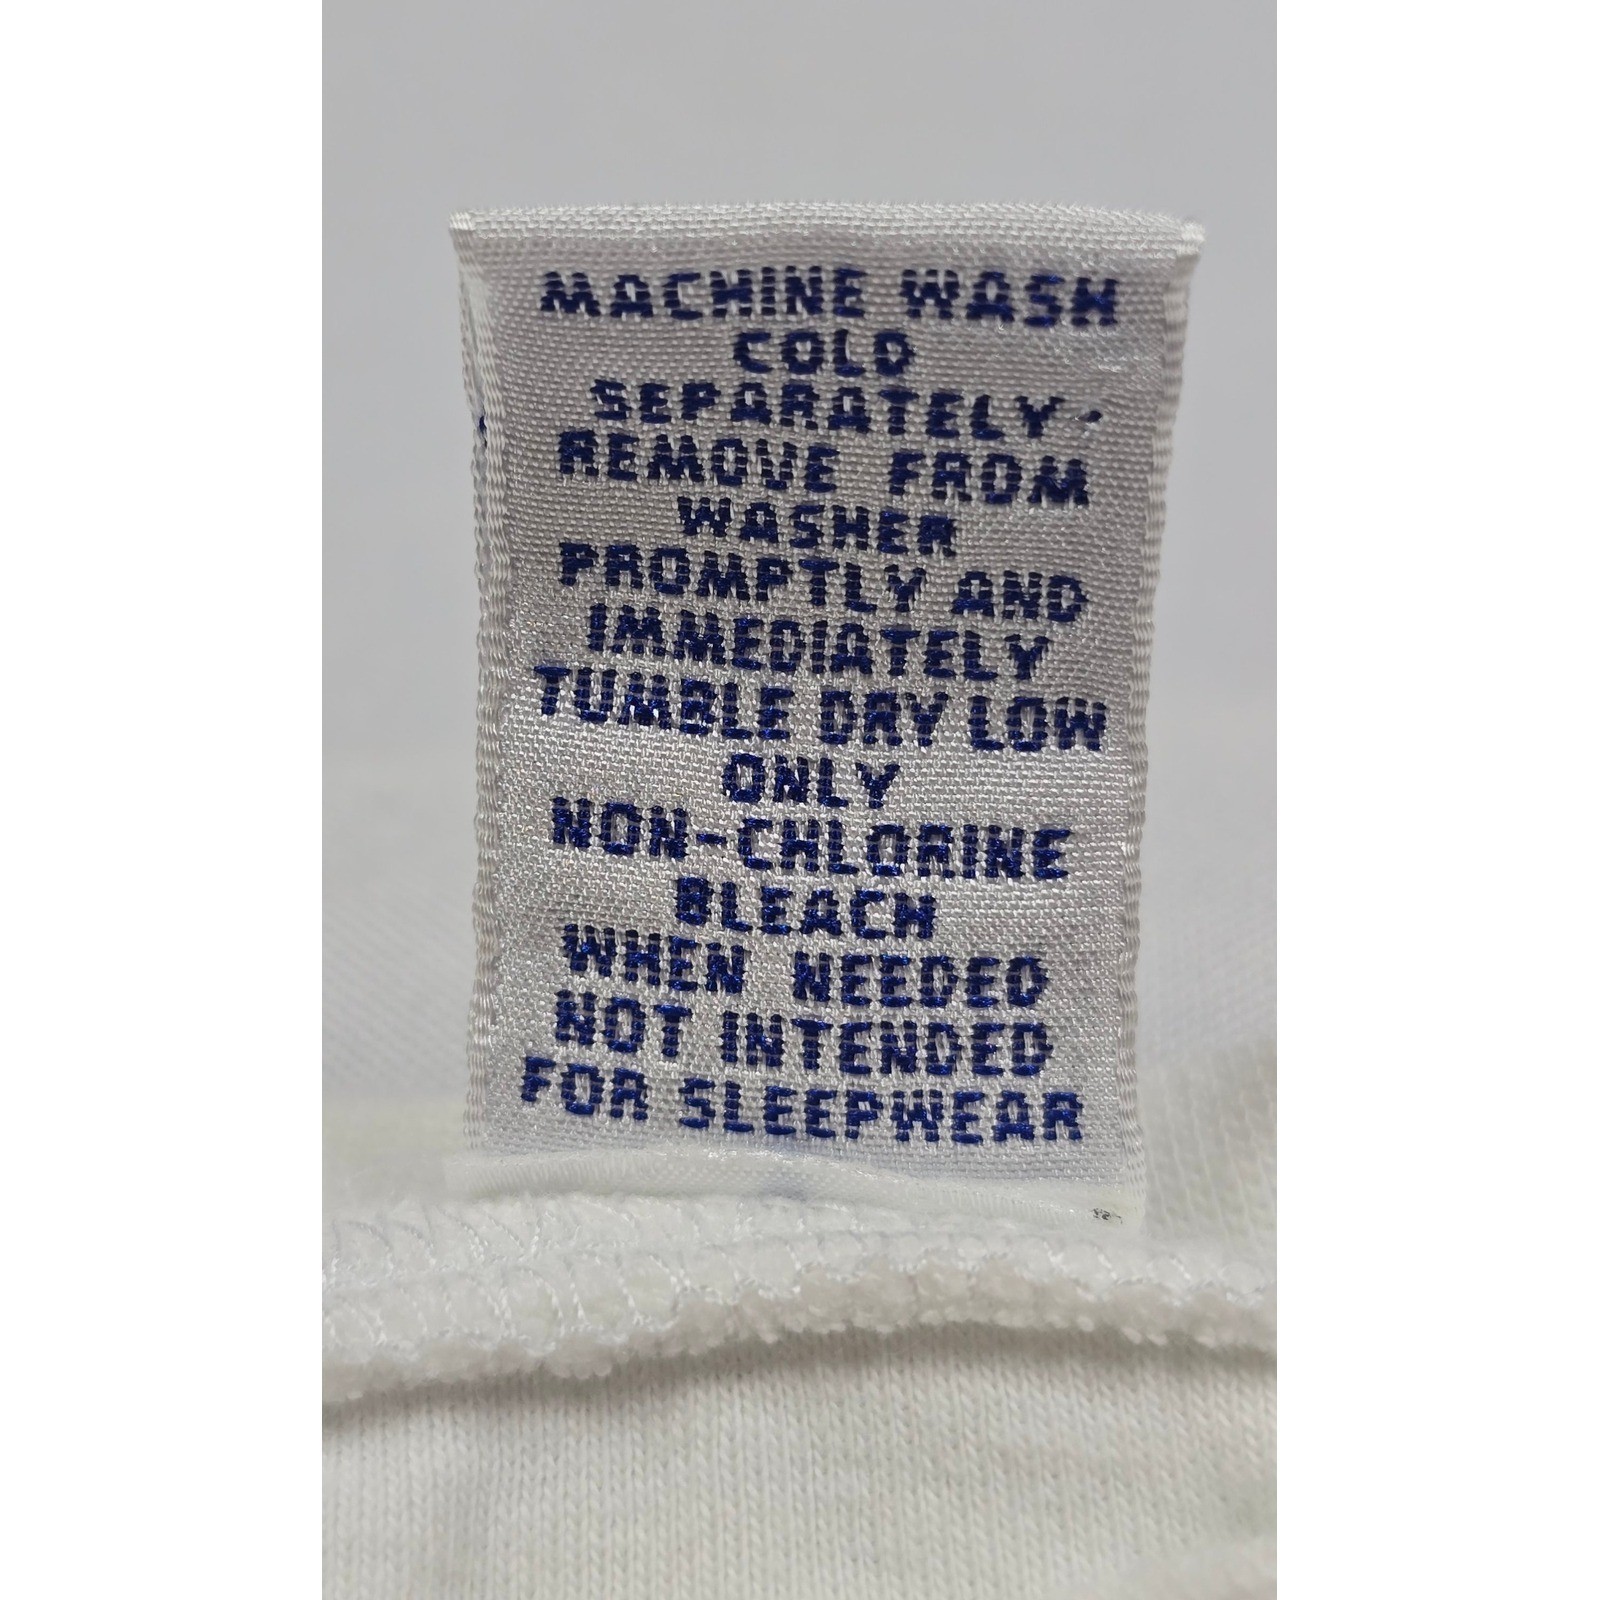 MACHINE WASH
COLD
SEPARATELY-
REMOVE FROM
WASHER
PROMPTLY AND
IMMEDIATELY
TUMBLE DRY LOW
ONLY
NON-CHLORINE
BLEACH
WHEN NEEDED
NOT INTENDED
FOR SLEEPWEAR